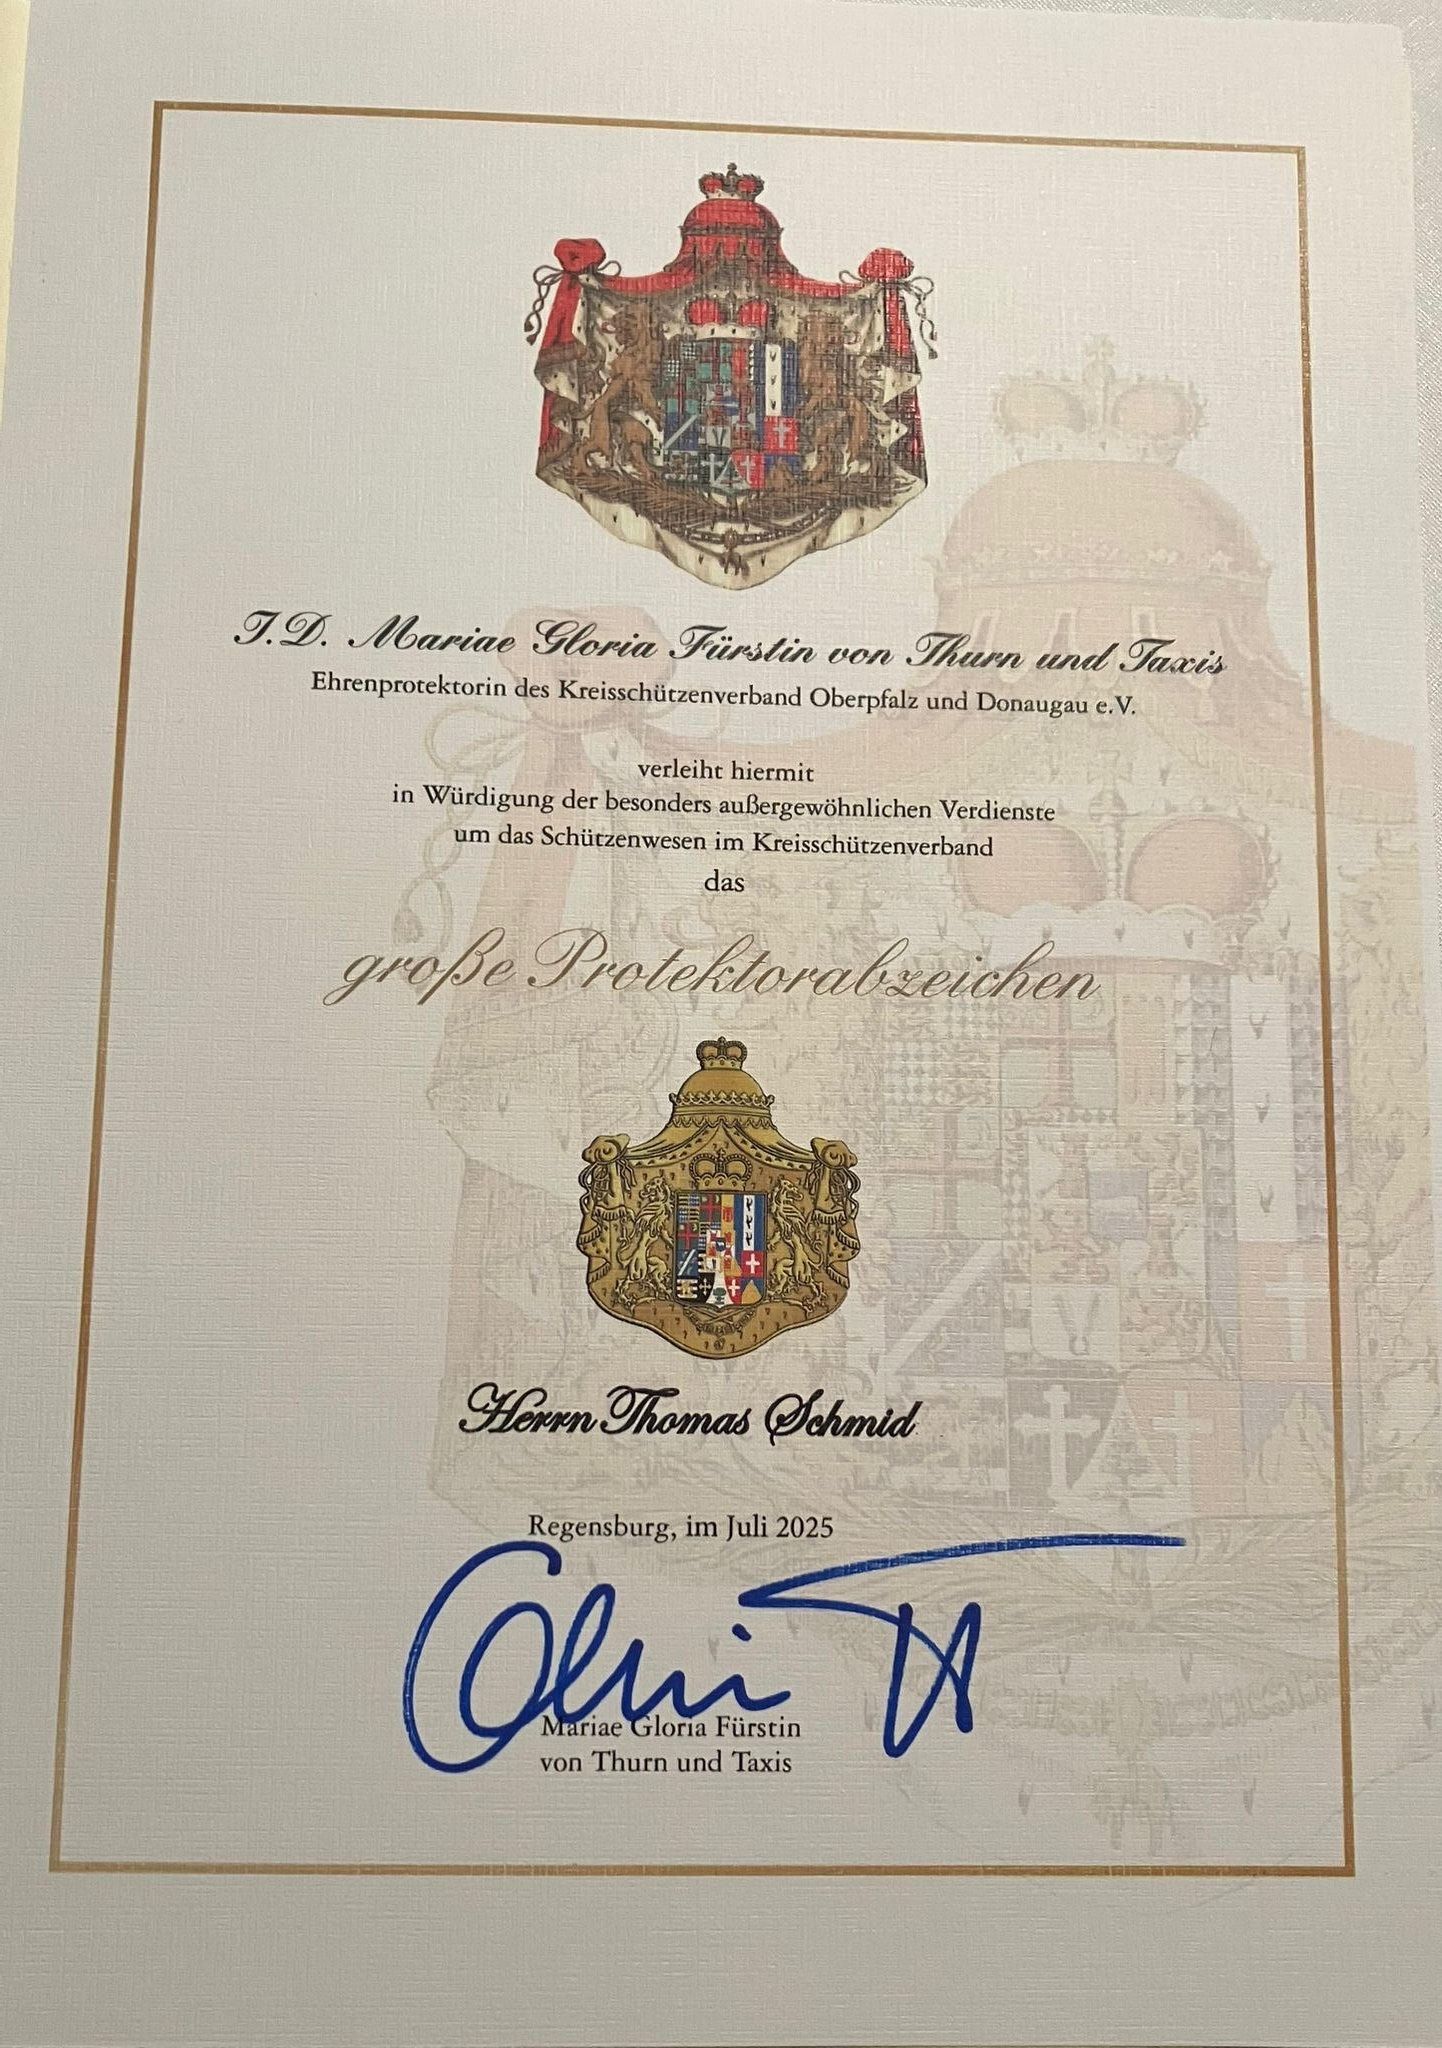 I.D. Mariae Gloria Fürstin von Thurn und Taxis
Ehrenprotektorin des Kreisschützenverband Oberpfalz und Donaugau e.V.
verleiht hiermit
in Würdigung der besonders außergewöhnlichen Verdienste
um das Schützenwesen im Kreisschützenverband
das
große Protektorabzeichen
Herrn Thomas Schmid
Regensburg, im Juli 2025
Mariae Gloria Fürstin
von Thurn und Taxis